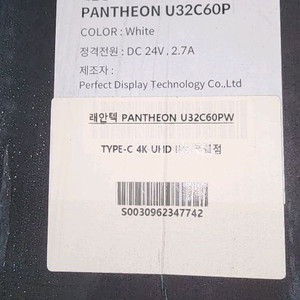 PANTHEON U32C60P
COLOR : White
정격전원 : DC 24V , 2.7A
제조자 :
Perfect Display Technology Co.,Ltd
래안텍 PANTHEON U32C60PW
TYPE-C 4K UHD
S0030962347742